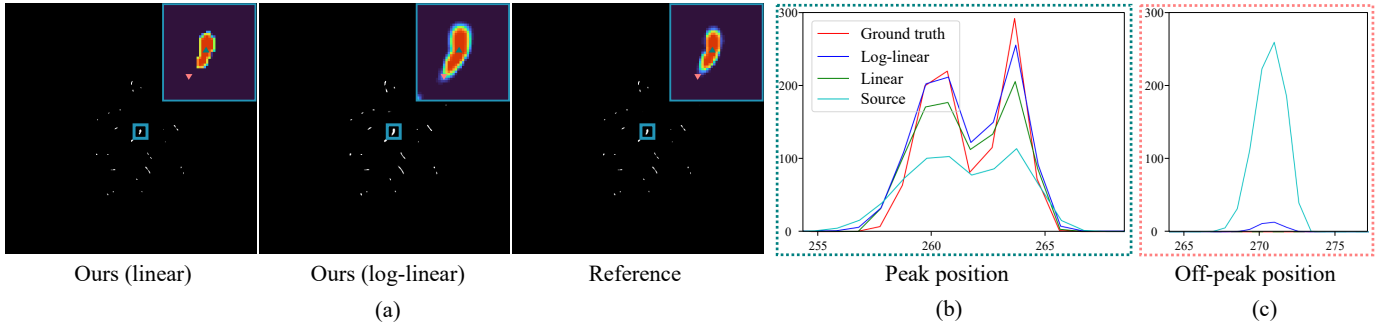 300
200
100
0
255
260
265
Ground truth
Log-linear
Linear
Source
300
200
100
0
265
270
275
Ours (linear)
Ours (log-linear)
Reference
Peak position
Off-peak position
(a)
(b)
(c)